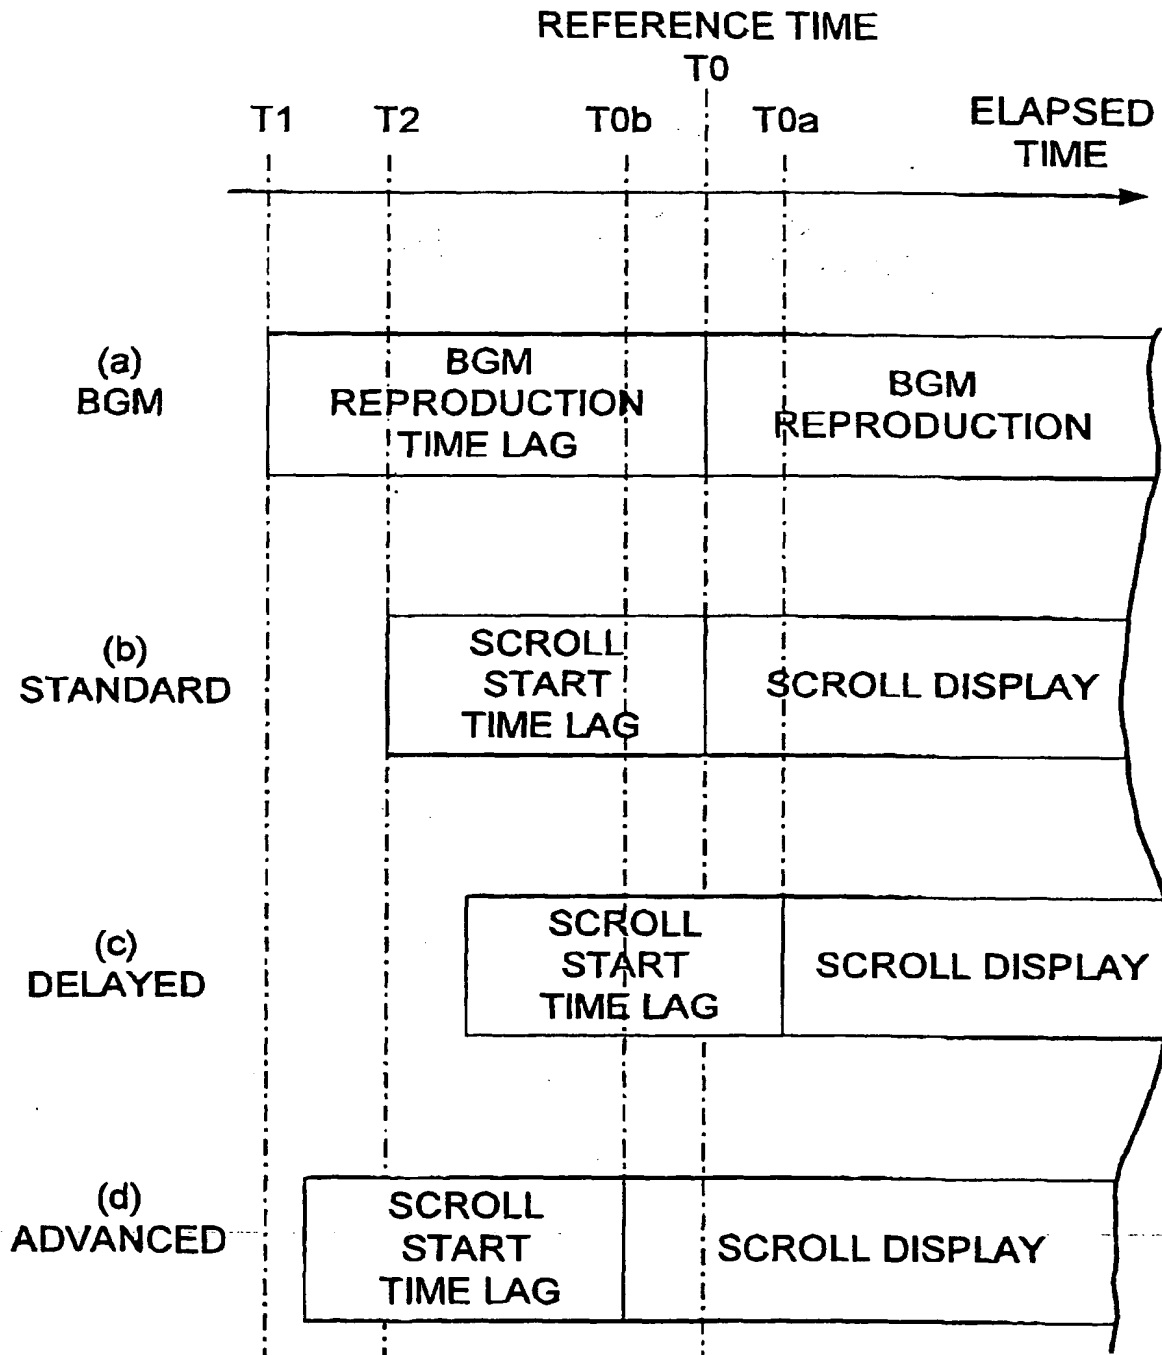 REFERENCE TIME
T0
T1 T2 T0b T0a ELAPSED
TIME
(a)
BGM
BGM
REPRODUCTION
TIME LAG
BGM
REPRODUCTION
(b)
STANDARD
SCROLL
START
TIME LAG
SCROLL DISPLAY
(c)
DELAYED
SCROLL
START
TIME LAG
SCROLL DISPLAY
(d)
ADVANCED
SCROLL
START
TIME LAG
SCROLL DISPLAY